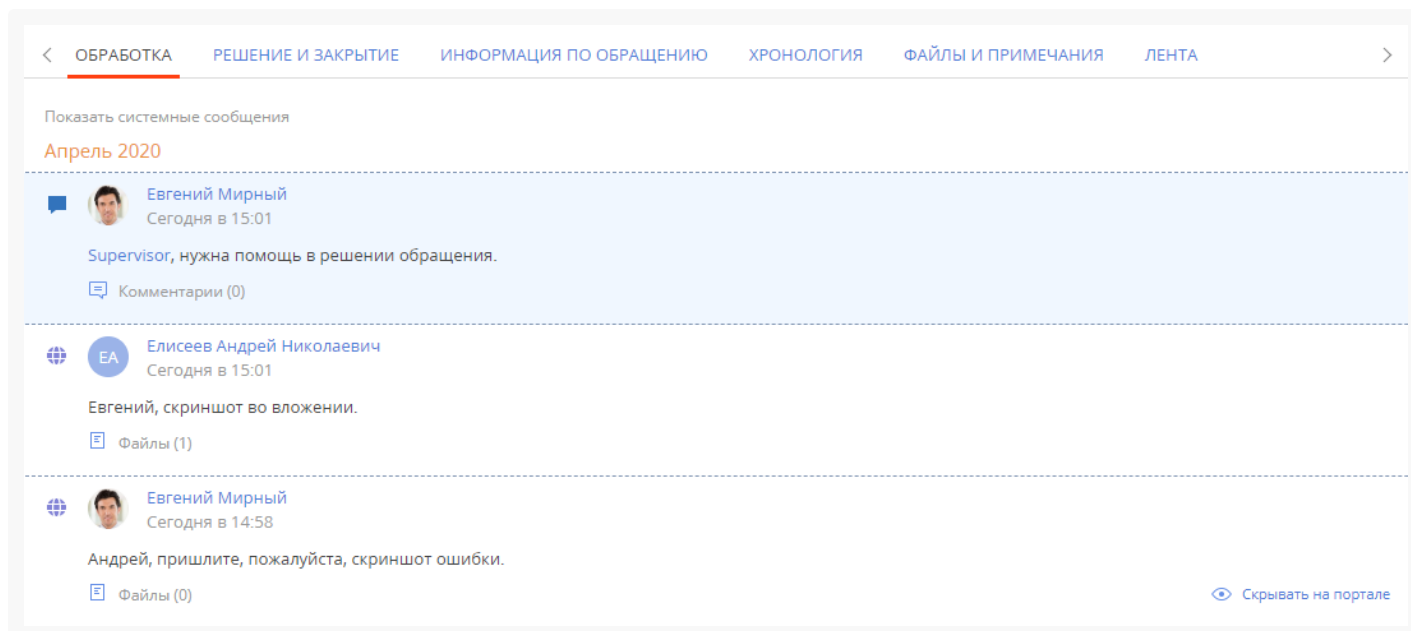 ОБРАБОТКА РЕШЕНИЕ И ЗАКРЫТИЕ ИНФОРМАЦИЯ ПО ОБРАЩЕНИЮ ХРОНОЛОГИЯ ФАЙЛЫ И ПРИМЕЧАНИЯ ЛЕНТА
Показать системные сообщения
Апрель 2020
Евгений Мирный
Сегодня в 15:01
Supervisor, нужна помощь в решении обращения.
Комментарии (0)
ЕА
Елисеев Андрей Николаевич
Сегодня в 15:01
Евгений, скриншот во вложении.
Файлы (1)
Евгений Мирный
Сегодня в 14:58
Андрей, пришлите, пожалуйста, скриншот ошибки.
Файлы (0) Скрывать на портале